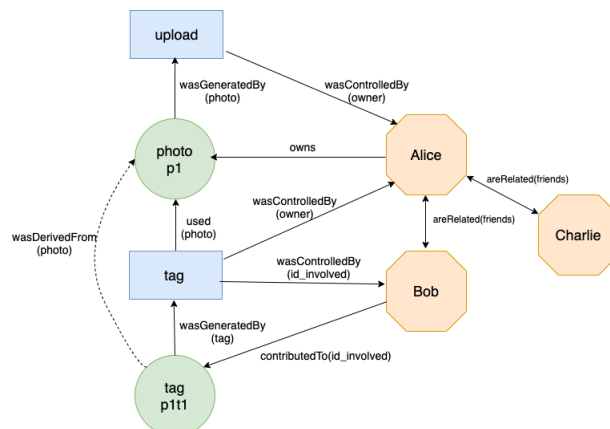 upload
wasGeneratedBy
(photo)
wasControlledBy
(owner)
photo
p1
owns
Alice
areRelated(friends)
wasControlledBy
(owner)
used
(photo)
areRelated(friends)
Charlie
wasDerivedFrom
(photo)
tag
wasControlledBy
(id_involved)
Bob
wasGeneratedBy
(tag)
contributedTo(id_involved)
tag
p1t1